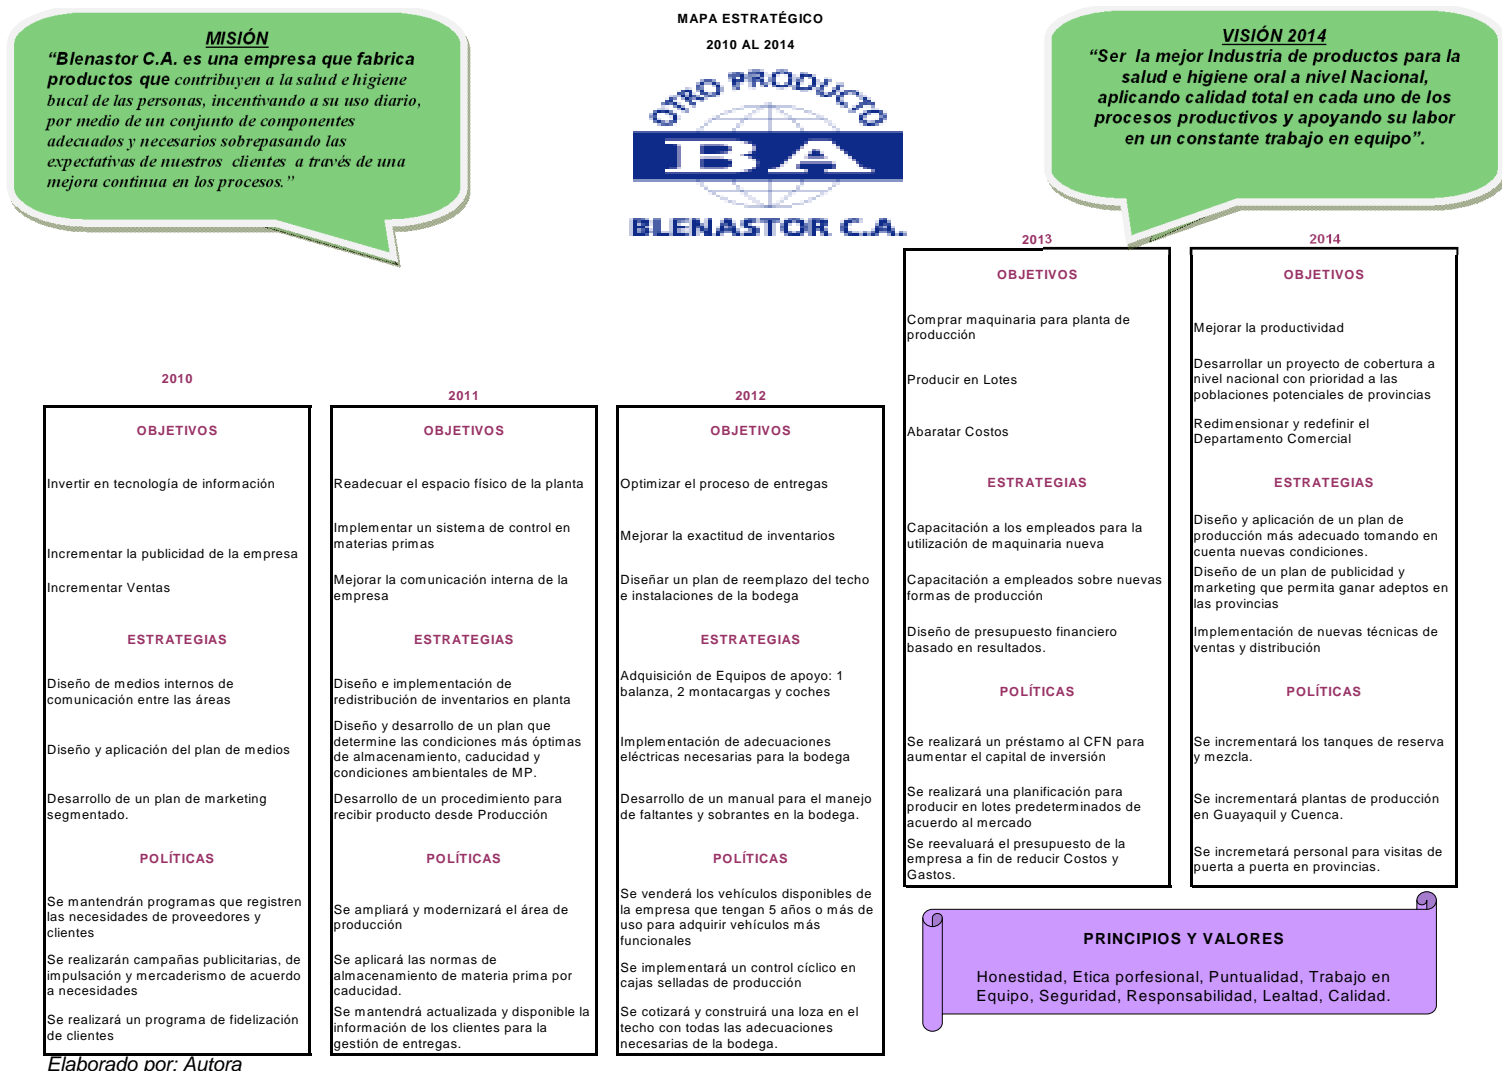 MAPA ESTRATÉGICO
2010 AL 2014
MISIÓN
“Blenastor C.A. es una empresa que fabrica
productos que contribuyen a la salud e higiene
bucal de las personas, incentivando a su uso diario,
por medio de un conjunto de componentes
adecuados y necesarios sobrepasando las
expectativas de nuestros clientes a través de una
mejora continua en los procesos.”
OTRO PRODUCTO
BA
BLENASTOR C.A.
VISIÓN 2014
“Ser la mejor Industria de productos para la
salud e higiene oral a nivel Nacional,
aplicando calidad total en cada uno de los
procesos productivos y apoyando su labor
en un constante trabajo en equipo”.
2010
OBJETIVOS
Invertir en tecnología de información
Incrementar la publicidad de la empresa
Incrementar Ventas
ESTRATEGIAS
Diseño de medios internos de
comunicación entre las áreas
Diseño y aplicación del plan de medios
Desarrollo de un plan de marketing
segmentado.
POLÍTICAS
Se mantendrán programas que registren
las necesidades de proveedores y
clientes
Se realizarán campañas publicitarias, de
impulsación y mercaderismo de acuerdo
a necesidades
Se realizará un programa de fidelización
de clientes
2011
OBJETIVOS
Readecuar el espacio físico de la planta
Implementar un sistema de control en
materias primas
Mejorar la comunicación interna de la
empresa
ESTRATEGIAS
Diseño e implementación de
redistribución de inventarios en planta
Diseño y desarrollo de un plan que
determine las condiciones más óptimas
de almacenamiento, caducidad y
condiciones ambientales de MP.
Desarrollo de un procedimiento para
recibir producto desde Producción
POLÍTICAS
Se ampliará y modernizará el área de
producción
Se aplicará las normas de
almacenamiento de materia prima por
caducidad.
Se mantendrá actualizada y disponible la
información de los clientes para la
gestión de entregas.
2012
OBJETIVOS
Optimizar el proceso de entregas
Mejorar la exactitud de inventarios
Diseñar un plan de reemplazo del techo
e instalaciones de la bodega
ESTRATEGIAS
Adquisición de Equipos de apoyo: 1
balanza, 2 montacargas y coches
Implementación de adecuaciones
eléctricas necesarias para la bodega
Desarrollo de un manual para el manejo
de faltantes y sobrantes en la bodega.
POLÍTICAS
Se venderá los vehículos disponibles de
la empresa que tengan 5 años o más de
uso para adquirir vehículos más
funcionales
Se implementará un control cíclico en
cajas selladas de producción
Se cotizará y construirá una loza en el
techo con todas las adecuaciones
necesarias de la bodega.
2013
OBJETIVOS
Comprar maquinaria para planta de
producción
Producir en Lotes
Abaratar Costos
ESTRATEGIAS
Capacitación a los empleados para la
utilización de maquinaria nueva
Capacitación a empleados sobre nuevas
formas de producción
Diseño de presupuesto financiero
basado en resultados.
POLÍTICAS
Se realizará un préstamo al CFN para
aumentar el capital de inversión
Se realizará una planificación para
producir en lotes predeterminados de
acuerdo al mercado
Se reevaluará el presupuesto de la
empresa a fin de reducir Costos y
Gastos.
2014
OBJETIVOS
Mejorar la productividad
Desarrollar un proyecto de cobertura a
nivel nacional con prioridad a las
poblaciones potenciales de provincias
Redimensionar y redefinir el
Departamento Comercial
ESTRATEGIAS
Diseño y aplicación de un plan de
producción más adecuado tomando en
cuenta nuevas condiciones.
Diseño de un plan de publicidad y
marketing que permita ganar adeptos en
las provincias
Implementación de nuevas técnicas de
ventas y distribución
POLÍTICAS
Se incrementará los tanques de reserva
y mezcla.
Se incrementará plantas de producción
en Guayaquil y Cuenca.
Se incremetará personal para visitas de
puerta a puerta en provincias.
PRINCIPIOS Y VALORES
Honestidad, Etica porfesional, Puntualidad, Trabajo en
Equipo, Seguridad, Responsabilidad, Lealtad, Calidad.
Elaborado por: Autora